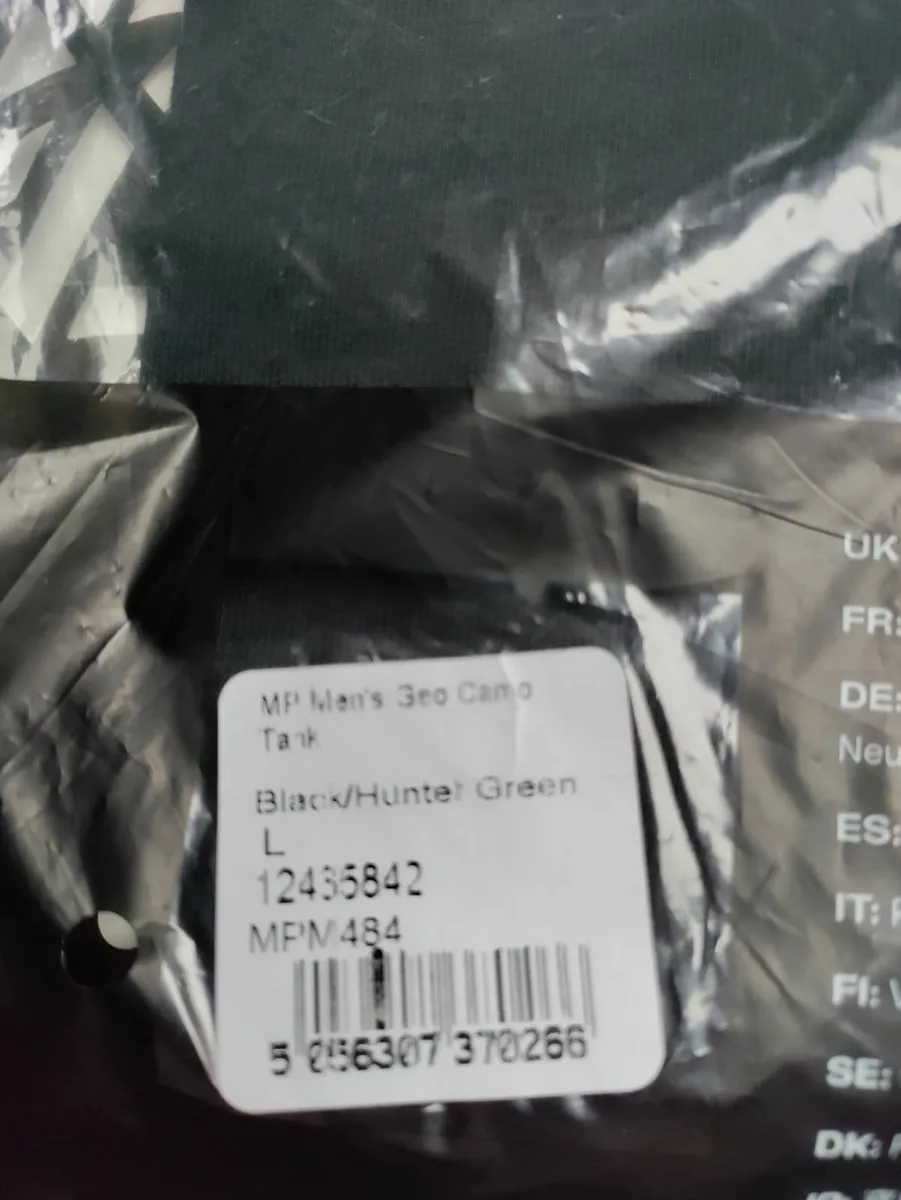 MP Men's Geo Camo
Tank
Black/Hunter Green
L
12435842
MPM484
5 056307 370266
UK
FR:
DE:
Neu
ES:
IT:
FI:
SE:
DK: